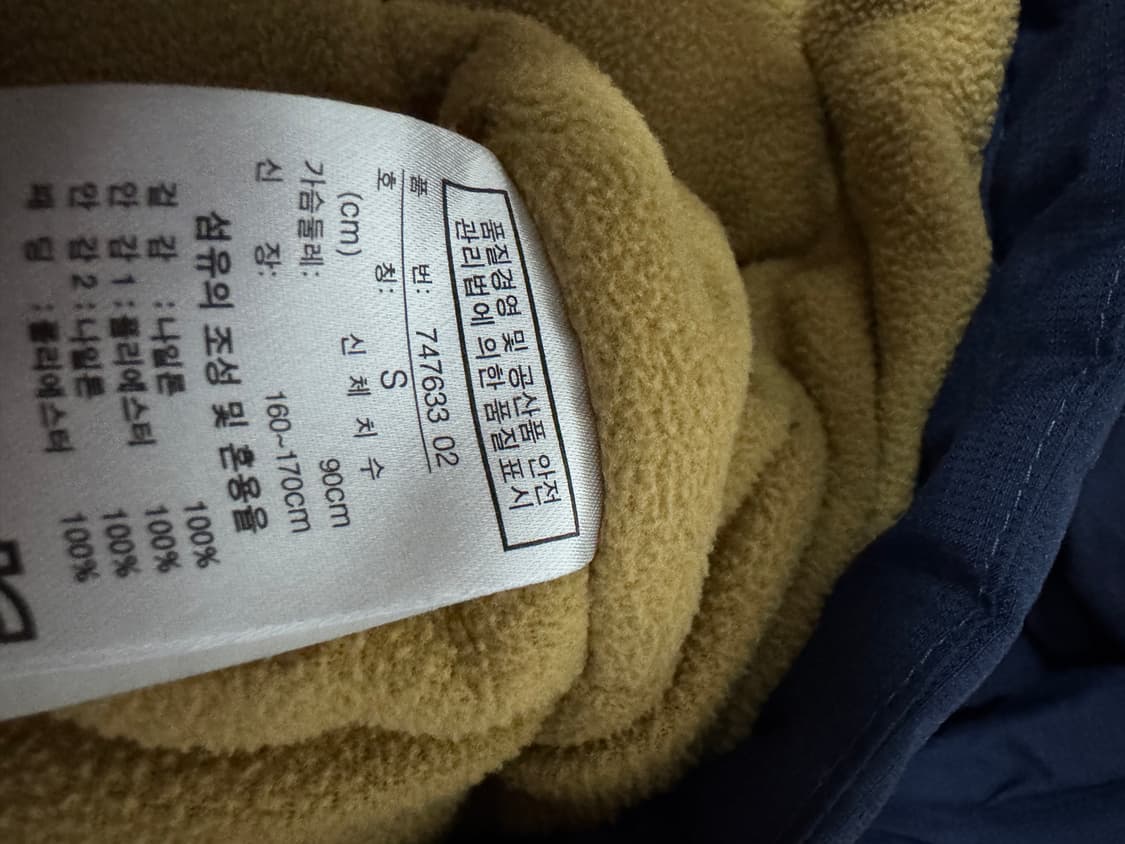 품질경영 및 공산품 안전
관리법에 의한 품질표시
품 번: 747633 02
호 칭: S
신 체 치 수
(cm)
가슴둘레: 90cm
신 장: 160~170cm
섬유의 조성 및 혼용율
겉 감 : 나일론 100%
안 감 1 : 폴리에스터 100%
안 감 2 : 나일론 100%
패 딩 : 폴리에스터 100%